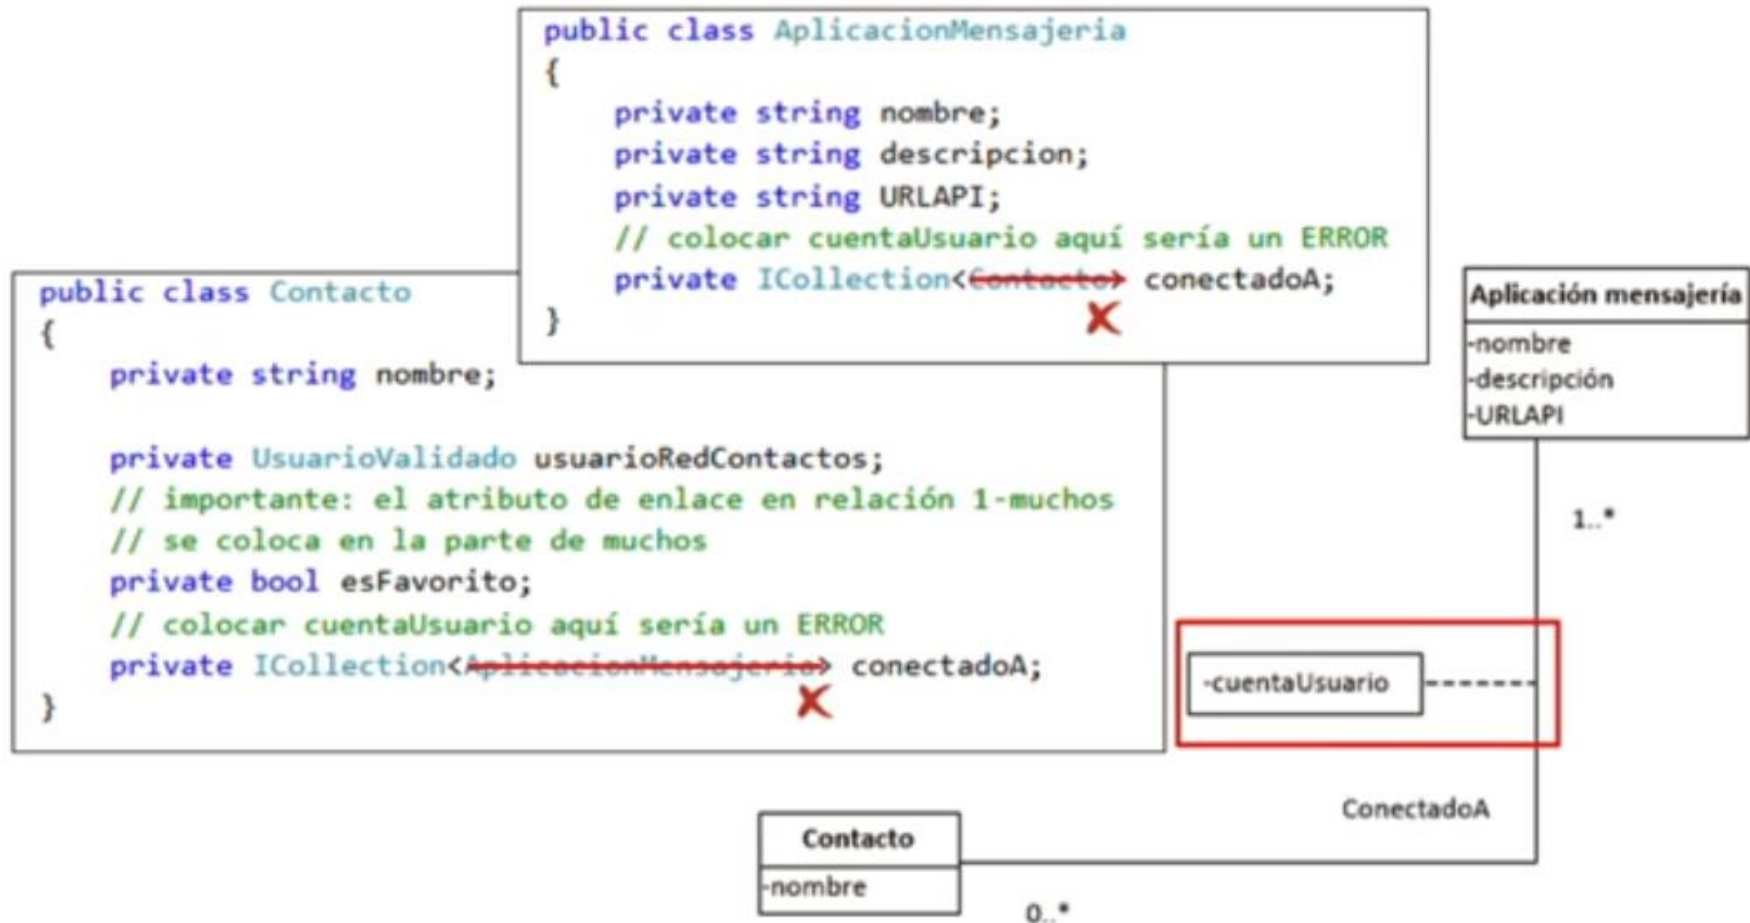 public class AplicacionMensajeria
{
private string nombre;
private string descripcion;
private string URLAPI;
// colocar cuentaUsuario aquí sería un ERROR
private ICollection<Contacto> conectadoA;
}
public class Contacto
{
private string nombre;
private UsuarioValidado usuarioRedContactos;
// importante: el atributo de enlace en relación 1-muchos
// se coloca en la parte de muchos
private bool esFavorito;
// colocar cuentaUsuario aquí sería un ERROR
private ICollection<AplicacionMensajeria> conectadoA;
}
Aplicación mensajería
-nombre
-descripción
-URLAPI
1..*
-cuentaUsuario
ConectadoA
Contacto
-nombre
0..*